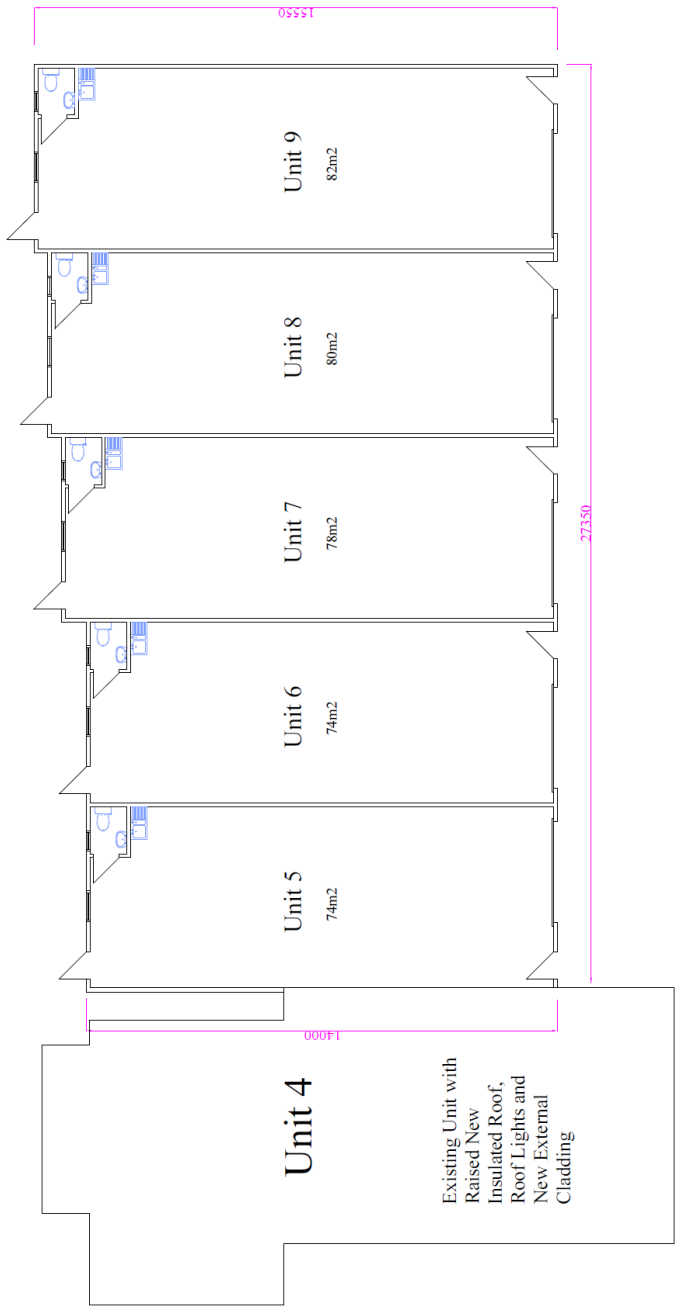 15550
Unit 9
82m2
Unit 8
80m2
Unit 7
78m2
27350
Unit 6
74m2
Unit 5
74m2
14000
Unit 4
Existing Unit with
Raised New
Insulated Roof,
Roof Lights and
New External
Cladding